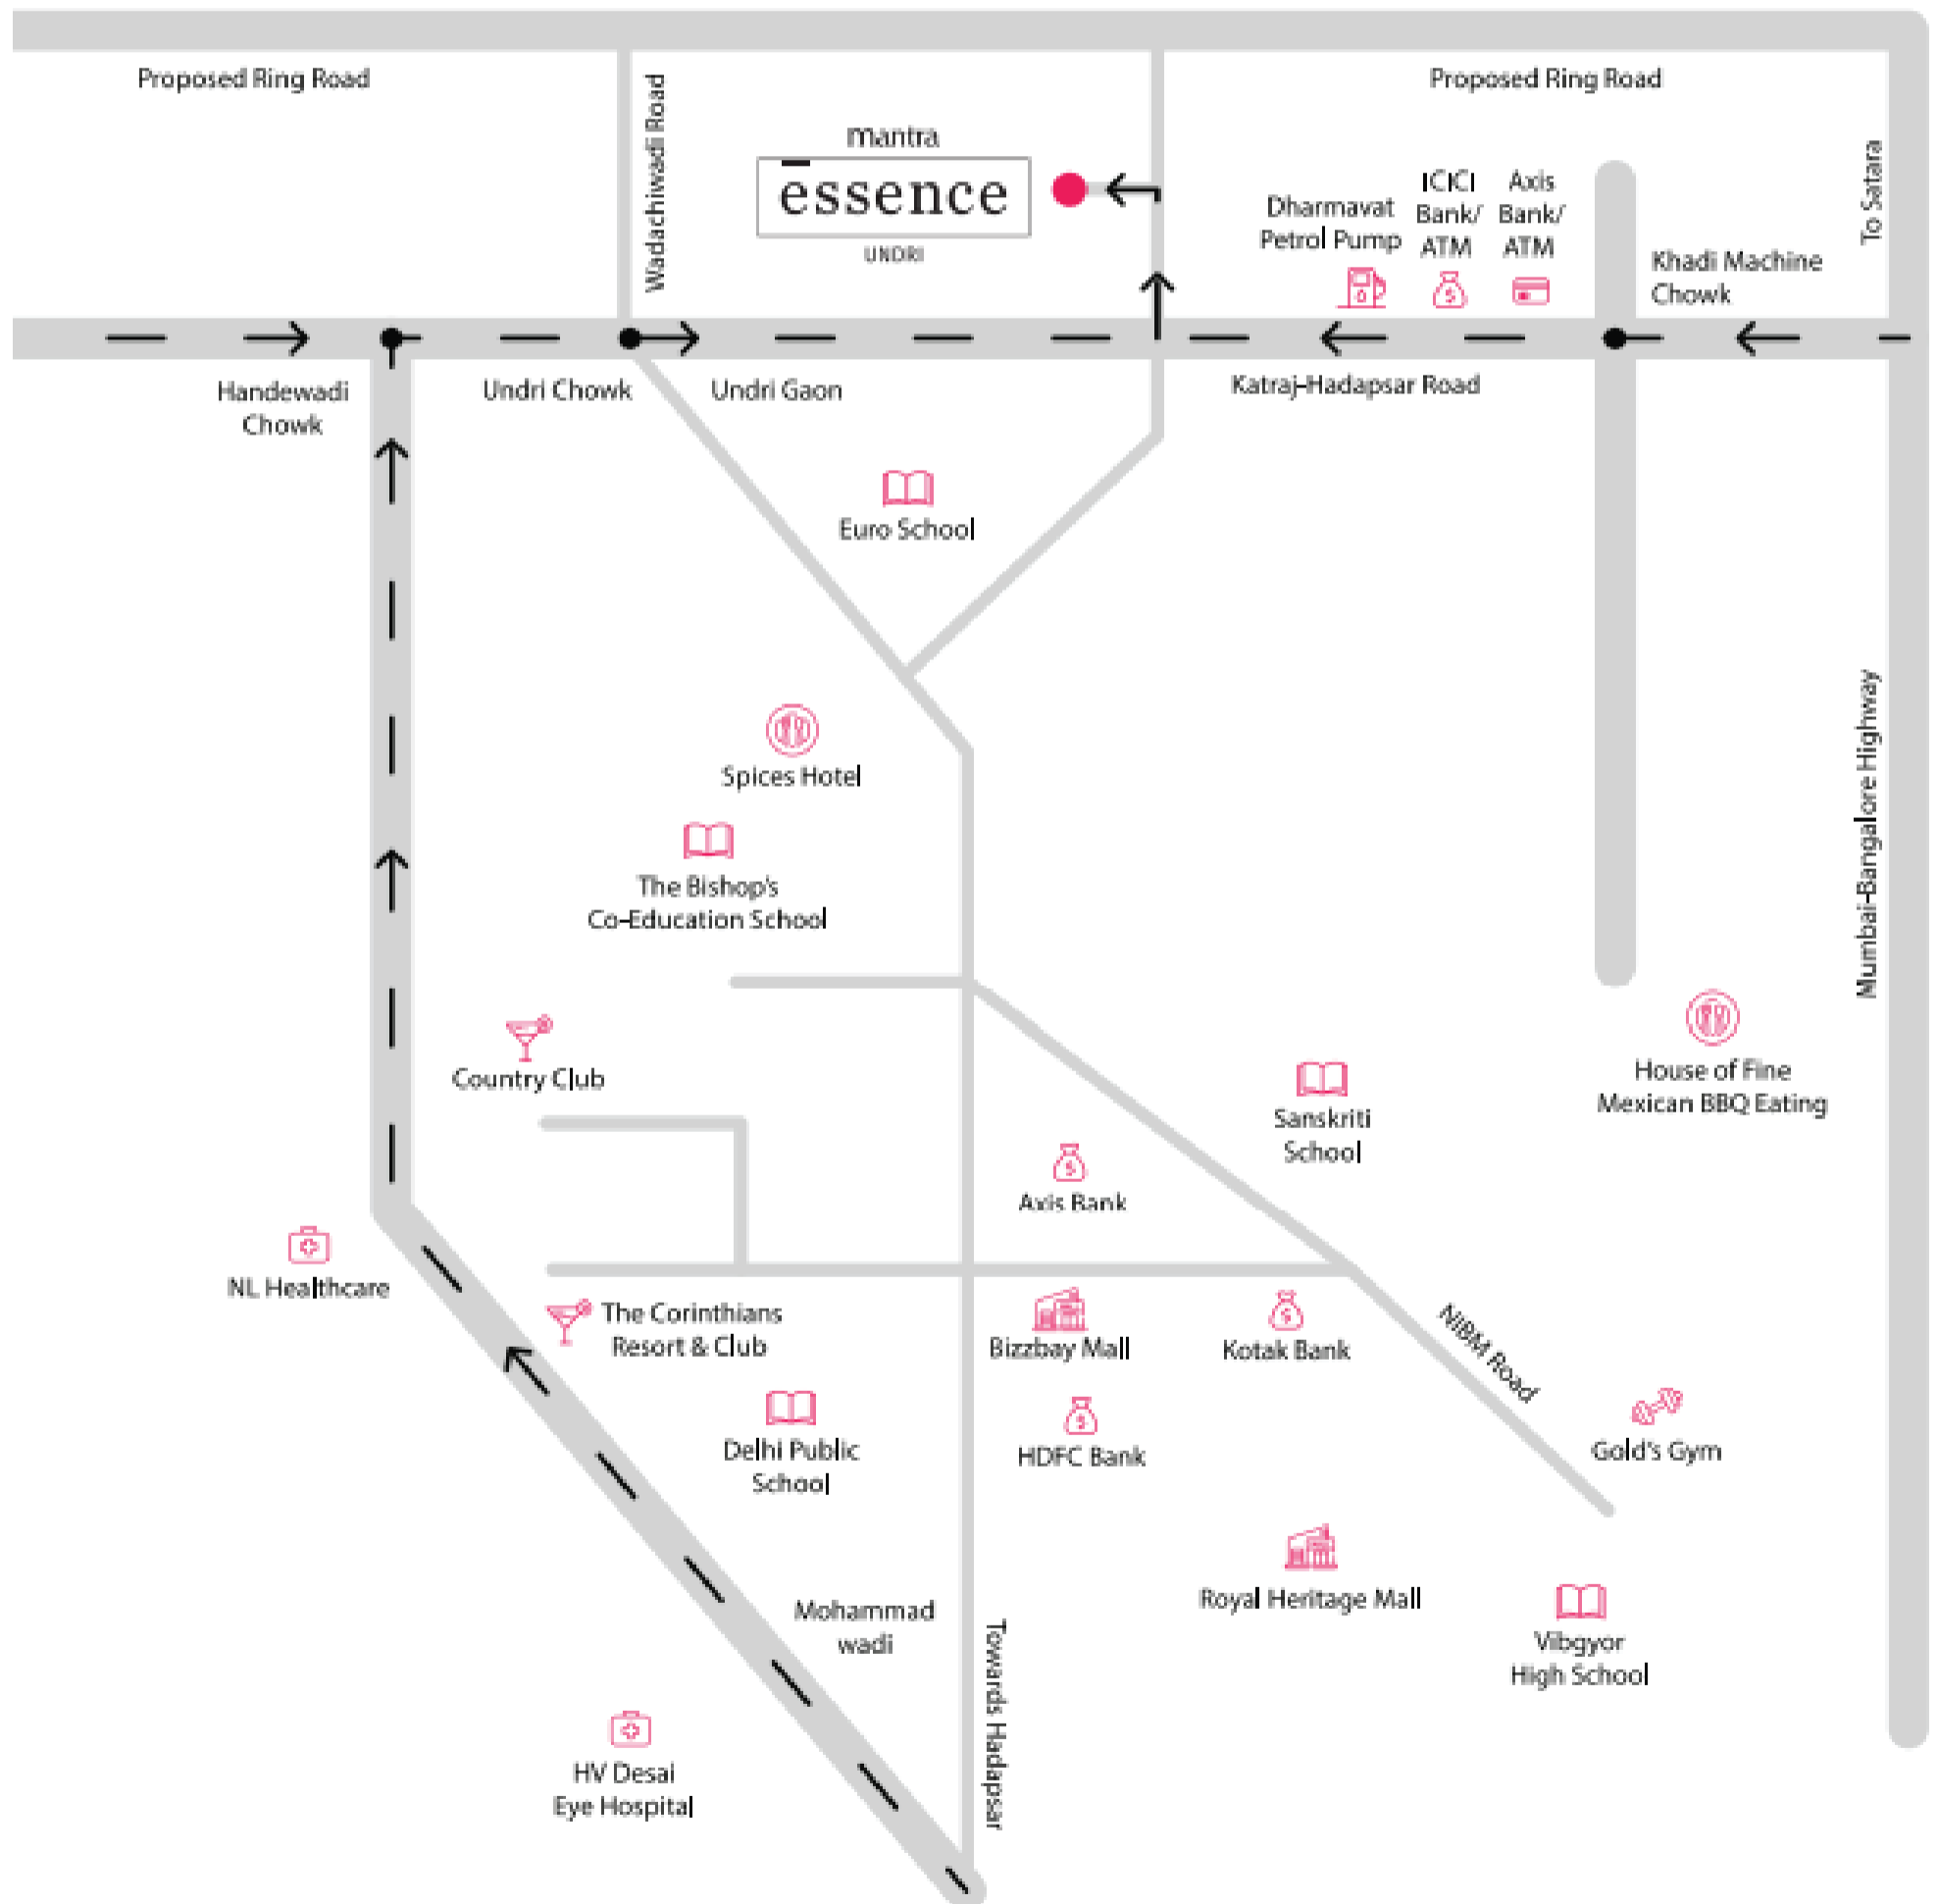 Proposed Ring Road
Proposed Ring Road
Wadachiwadi Road
mantra
essence
UNDRI
To Satara
Dharmavat
Petrol Pump
ICICI
Bank/
ATM
Axis
Bank/
ATM
Khadi Machine
Chowk
Handewadi
Chowk
Undri Chowk
Undri Gaon
Katraj-Hadapsar Road
Euro School
Spices Hotel
Mumbai-Bangalore Highway
The Bishop's
Co-Education School
Country Club
House of Fine
Mexican BBQ Eating
Sanskriti
School
Axis Bank
NL Healthcare
The Corinthians
Resort & Club
Bizzbay Mall
Kotak Bank
NIBM Road
Delhi Public
School
HDFC Bank
Gold's Gym
Royal Heritage Mall
Mohammad
wadi
Towards Hadapsar
Vibgyor
High School
HV Desai
Eye Hospital